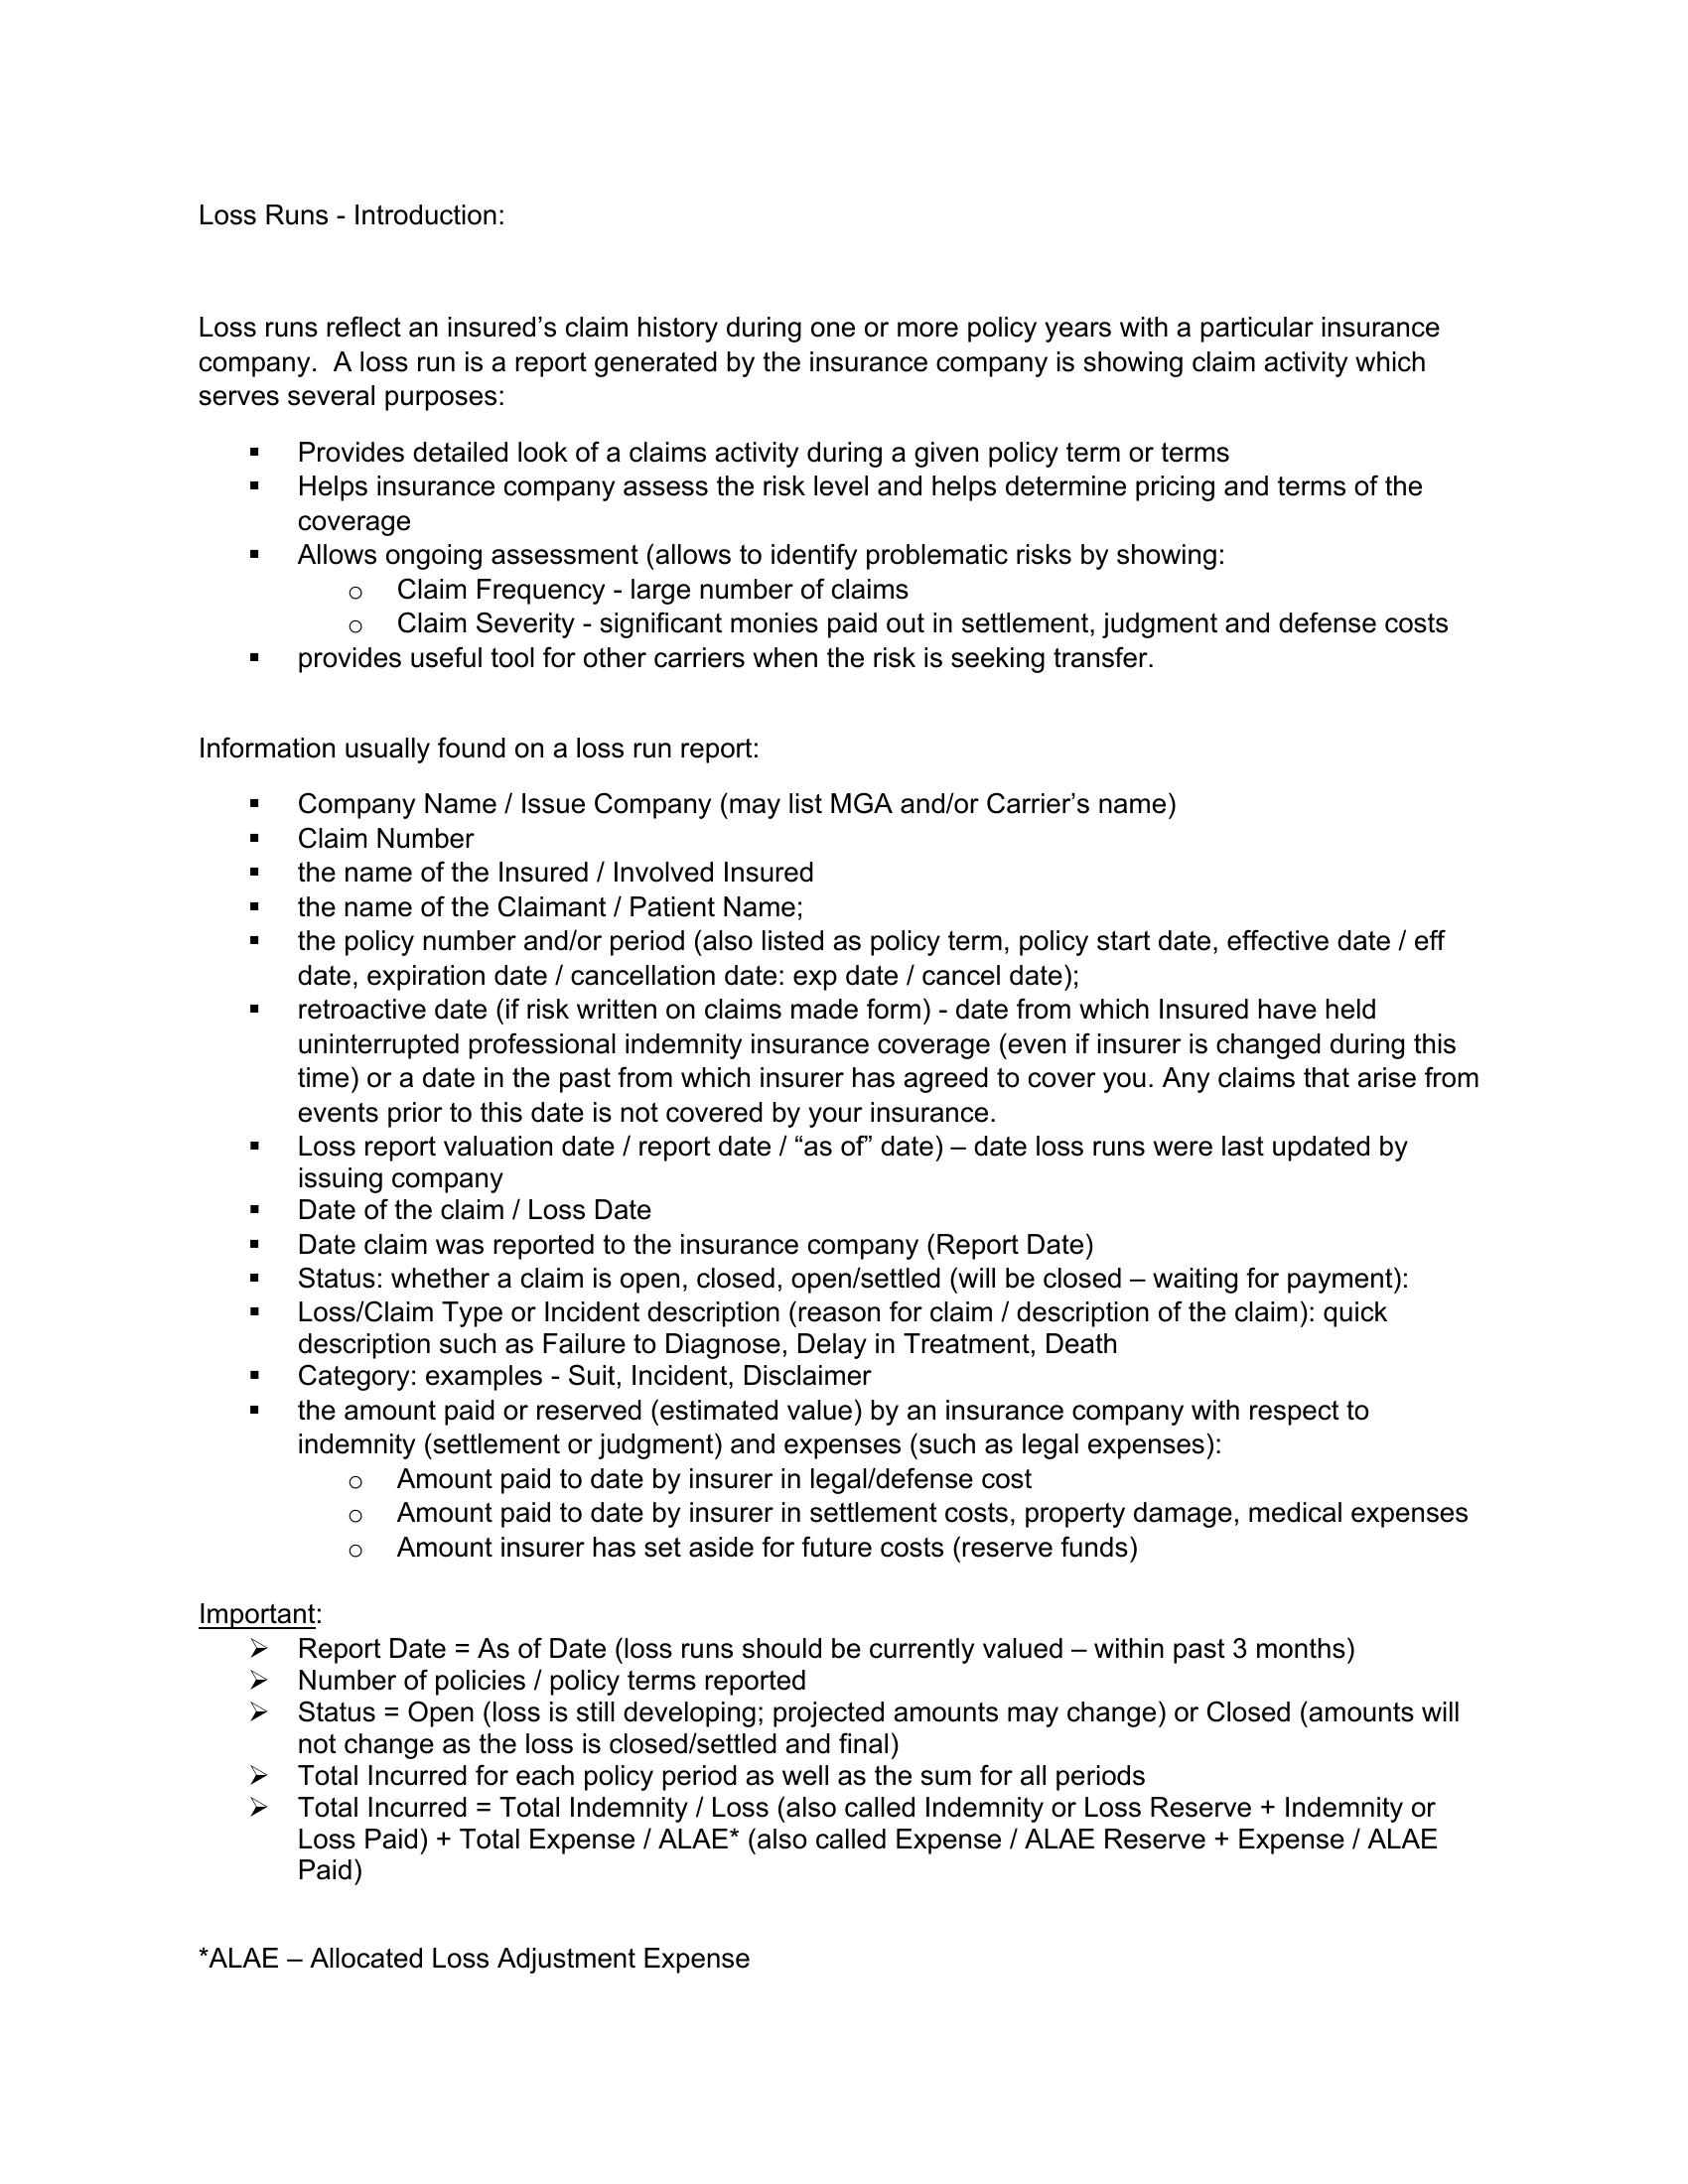 Loss Runs - Introduction:
Loss runs reflect an insured’s claim history during one or more policy years with a particular insurance
company.  A loss run is a report generated by the insurance company is showing claim activity which
serves several purposes:
▪ Provides detailed look of a claims activity during a given policy term or terms
▪ Helps insurance company assess the risk level and helps determine pricing and terms of the
coverage
▪ Allows ongoing assessment (allows to identify problematic risks by showing:
o Claim Frequency - large number of claims
o Claim Severity - significant monies paid out in settlement, judgment and defense costs
▪ provides useful tool for other carriers when the risk is seeking transfer.
Information usually found on a loss run report:
▪ Company Name / Issue Company (may list MGA and/or Carrier’s name)
▪ Claim Number
▪ the name of the Insured / Involved Insured
▪ the name of the Claimant / Patient Name;
▪ the policy number and/or period (also listed as policy term, policy start date, effective date / eff
date, expiration date / cancellation date: exp date / cancel date);
▪ retroactive date (if risk written on claims made form) - date from which Insured have held
uninterrupted professional indemnity insurance coverage (even if insurer is changed during this
time) or a date in the past from which insurer has agreed to cover you. Any claims that arise from
events prior to this date is not covered by your insurance.
▪ Loss report valuation date / report date / “as of” date) – date loss runs were last updated by
issuing company
▪ Date of the claim / Loss Date
▪ Date claim was reported to the insurance company (Report Date)
▪ Status: whether a claim is open, closed, open/settled (will be closed – waiting for payment):
▪ Loss/Claim Type or Incident description (reason for claim / description of the claim): quick
description such as Failure to Diagnose, Delay in Treatment, Death
▪ Category: examples - Suit, Incident, Disclaimer
▪ the amount paid or reserved (estimated value) by an insurance company with respect to
indemnity (settlement or judgment) and expenses (such as legal expenses):
o Amount paid to date by insurer in legal/defense cost
o Amount paid to date by insurer in settlement costs, property damage, medical expenses
o Amount insurer has set aside for future costs (reserve funds)
Important:
➢ Report Date = As of Date (loss runs should be currently valued – within past 3 months)
➢ Number of policies / policy terms reported
➢ Status = Open (loss is still developing; projected amounts may change) or Closed (amounts will
not change as the loss is closed/settled and final)
➢ Total Incurred for each policy period as well as the sum for all periods
➢ Total Incurred = Total Indemnity / Loss (also called Indemnity or Loss Reserve + Indemnity or
Loss Paid) + Total Expense / ALAE* (also called Expense / ALAE Reserve + Expense / ALAE
Paid)
*ALAE – Allocated Loss Adjustment Expense